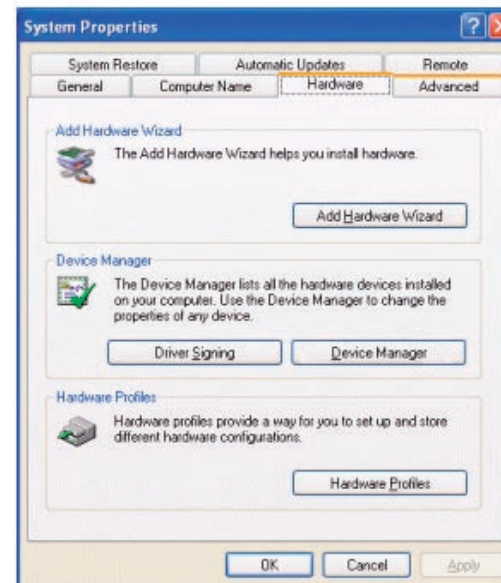 System Properties
System Restore Automatic Updates Remote
General Computer Name Hardware Advanced
Add Hardware Wizard
The Add Hardware Wizard helps you install hardware.
Add Hardware Wizard
Device Manager
The Device Manager lists all the hardware devices installed
on your computer. Use the Device Manager to change the
properties of any device.
Driver Signing Device Manager
Hardware Profiles
Hardware profiles provide a way for you to set up and store
different hardware configurations.
Hardware Profiles
OK Cancel Apply